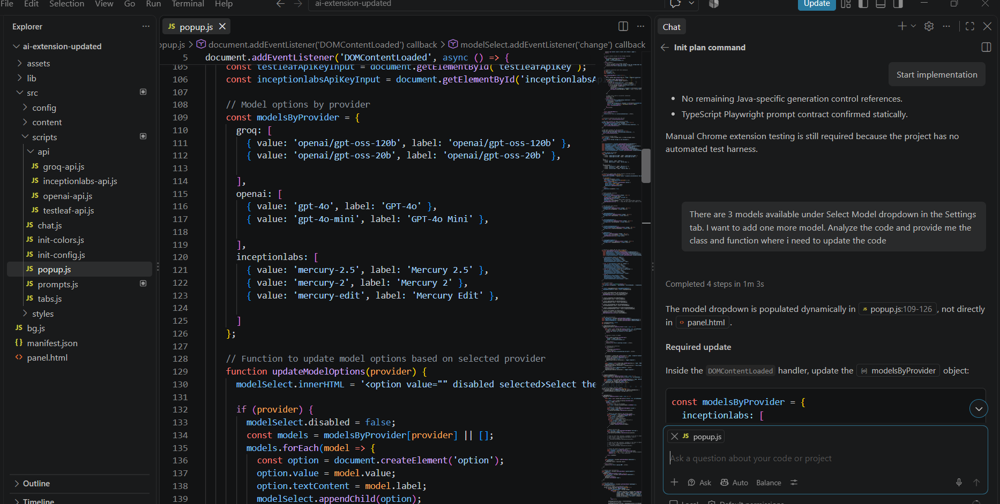 File Edit Selection View Go Run Terminal Help
ai-extension-updated
Update
Explorer
ai-extension-updated
assets
lib
src
config
content
scripts
api
JS groq-api.js
JS inceptionlabs-api.js
JS openai-api.js
JS testleaf-api.js
JS chat.js
JS init-colors.js
JS init-config.js
JS popup.js
JS prompts.js
JS tabs.js
styles
JS bg.js
{} manifest.json
<> panel.html
Outline
Timeline
JS popup.js
opup.js > document.addEventListener('DOMContentLoaded') callback > modelSelect.addEventListener('change') callback
5 document.addEventListener('DOMContentLoaded', async () => {
105 const testleafApiKeyInput = document.getElementById('testleafApiKey');
106 const inceptionlabsApiKeyInput = document.getElementById('inceptionlabsA
107
108 // Model options by provider
109 const modelsByProvider = {
110 groq: [
111 { value: 'openai/gpt-oss-120b', label: 'openai/gpt-oss-120b' },
112 { value: 'openai/gpt-oss-20b', label: 'openai/gpt-oss-20b' },
113
114 ],
115 openai: [
116 { value: 'gpt-4o', label: 'GPT-4o' },
117 { value: 'gpt-4o-mini', label: 'GPT-4o Mini' },
118
119 ],
120 inceptionlabs: [
121 { value: 'mercury-2.5', label: 'Mercury 2.5' },
122 { value: 'mercury-2', label: 'Mercury 2' },
123 { value: 'mercury-edit', label: 'Mercury Edit' },
124
125 ]
126 };
127
128 // Function to update model options based on selected provider
129 function updateModelOptions(provider) {
130 modelSelect.innerHTML = '<option value="" disabled selected>Select the
131
132 if (provider) {
133 modelSelect.disabled = false;
134 const models = modelsByProvider[provider] || [];
135 models.forEach(model => {
136 const option = document.createElement('option');
137 option.value = model.value;
138 option.textContent = model.label;
139 modelSelect.appendChild(option);
Chat
Init plan command
Start implementation
• No remaining Java-specific generation control references.
• TypeScript Playwright prompt contract confirmed statically.
Manual Chrome extension testing is still required because the project has no
automated test harness.
There are 3 models available under Select Model dropdown in the Settings
tab. I want to add one more model. Analyze the code and provide me the
class and function where i need to update the code
Completed 4 steps in 1m 3s
The model dropdown is populated dynamically in JS popup.js:109-126 , not directly
in <> panel.html .
Required update
Inside the DOMContentLoaded handler, update the modelsByProvider object:
const modelsByProvider = {
inceptionlabs: [
JS popup.js
Ask a question about your code or project
Ask Auto Balance
Local Default permissions